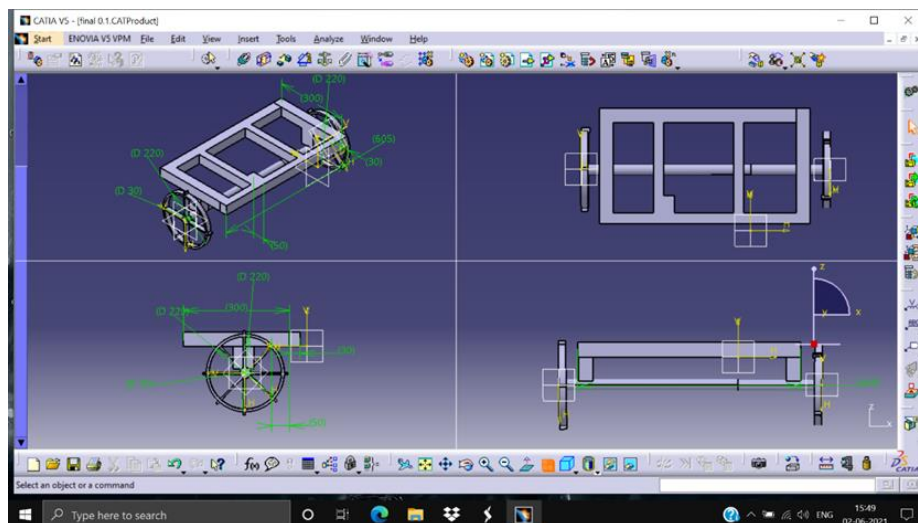 CATIA V5 - [final 0.1.CATProduct]
Start ENOVIA V5 VPM File Edit View Insert Tools Analyze Window Help
(D 220)
(300)
(D 220)
(605)
(30)
(D 30)
(50)
(D 220)
(300)
(30)
(50)
z
y x
z
x
f(x)
CATIA
Select an object or a command
Type here to search
ENG
15:49
02-06-2021